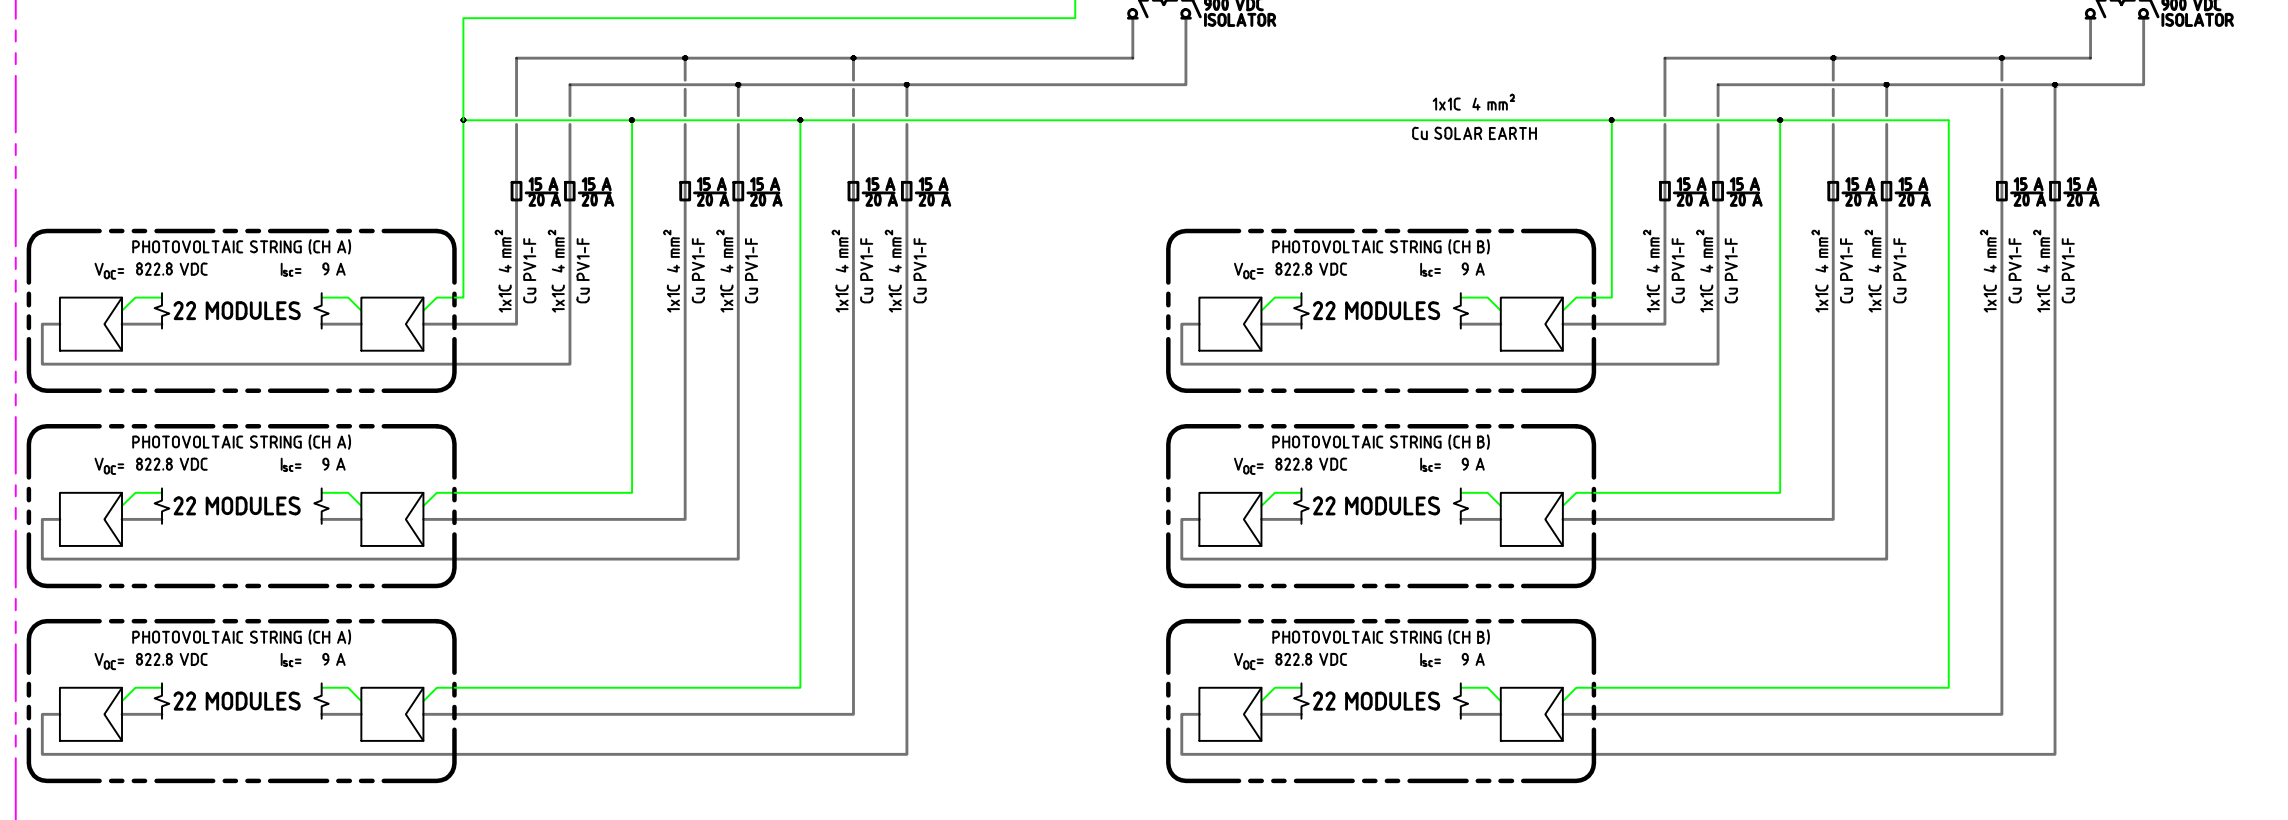 900 VDC
ISOLATOR
900 VDC
ISOLATOR
1x1C 4 mm²
Cu SOLAR EARTH
15 A
20 A
15 A
20 A
15 A
20 A
15 A
20 A
15 A
20 A
15 A
20 A
15 A
20 A
15 A
20 A
15 A
20 A
15 A
20 A
15 A
20 A
15 A
20 A
1x1C 4 mm²
Cu PV1-F
1x1C 4 mm²
Cu PV1-F
1x1C 4 mm²
Cu PV1-F
1x1C 4 mm²
Cu PV1-F
1x1C 4 mm²
Cu PV1-F
1x1C 4 mm²
Cu PV1-F
1x1C 4 mm²
Cu PV1-F
1x1C 4 mm²
Cu PV1-F
1x1C 4 mm²
Cu PV1-F
1x1C 4 mm²
Cu PV1-F
1x1C 4 mm²
Cu PV1-F
1x1C 4 mm²
Cu PV1-F
PHOTOVOLTAIC STRING (CH A)
VOC= 822.8 VDC Isc= 9 A
22 MODULES
PHOTOVOLTAIC STRING (CH B)
VOC= 822.8 VDC Isc= 9 A
22 MODULES
PHOTOVOLTAIC STRING (CH A)
VOC= 822.8 VDC Isc= 9 A
22 MODULES
PHOTOVOLTAIC STRING (CH B)
VOC= 822.8 VDC Isc= 9 A
22 MODULES
PHOTOVOLTAIC STRING (CH A)
VOC= 822.8 VDC Isc= 9 A
22 MODULES
PHOTOVOLTAIC STRING (CH B)
VOC= 822.8 VDC Isc= 9 A
22 MODULES